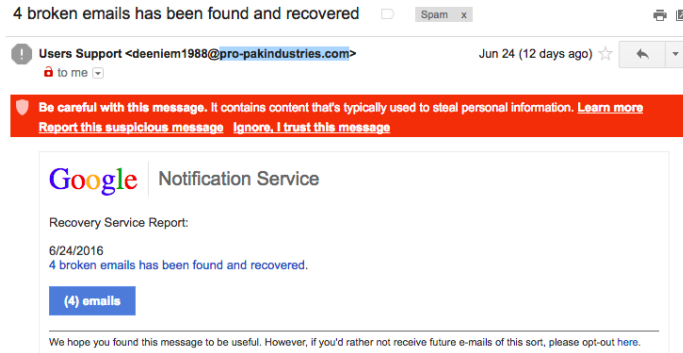 4 broken emails has been found and recovered Spam x
Users Support <deeniem1988@pro-pakindustries.com> Jun 24 (12 days ago)
to me
Be careful with this message. It contains content that's typically used to steal personal information. Learn more
Report this suspicious message Ignore, I trust this message
Google Notification Service
Recovery Service Report:
6/24/2016
4 broken emails has been found and recovered.
(4) emails
We hope you found this message to be useful. However, if you'd rather not receive future e-mails of this sort, please opt-out here.